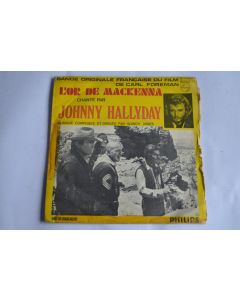 BANDE ORIGINALE FRANÇAISE DU FILM
DE CARL FOREMAN
L'OR DE MACKENNA
CHANTÉ PAR
JOHNNY HALLYDAY
MUSIQUE COMPOSÉE ET DIRIGÉE PAR QUINCY JONES
PHILIPS